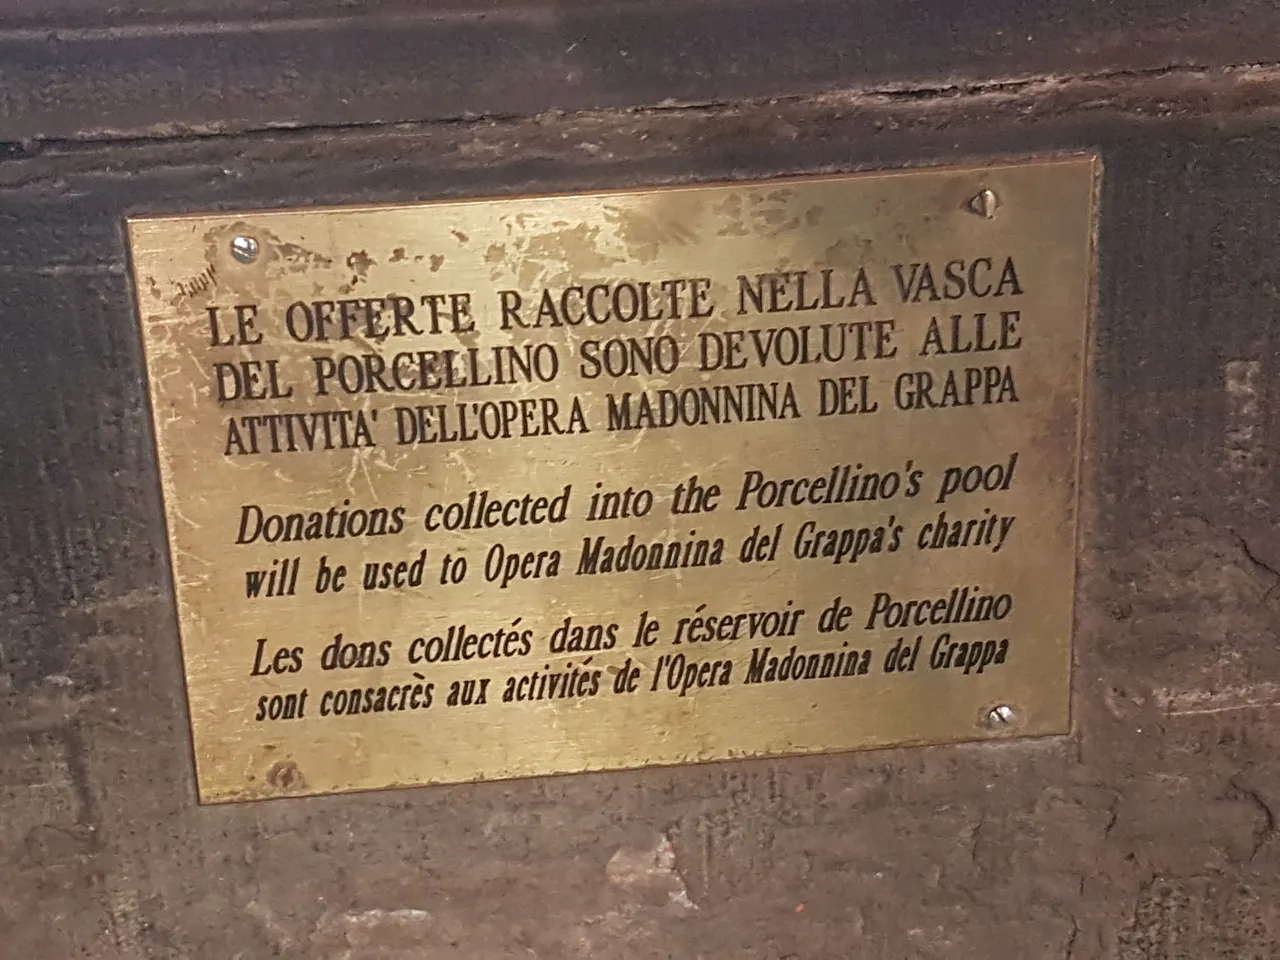 LE OFFERTE RACCOLTE NELLA VASCA
DEL PORCELLINO SONO DEVOLUTE ALLE
ATTIVITA' DELL'OPERA MADONNINA DEL GRAPPA
Donations collected into the Porcellino's pool
will be used to Opera Madonnina del Grappa's charity
Les dons collectés dans le réservoir de Porcellino
sont consacrès aux activités de l'Opera Madonnina del Grappa